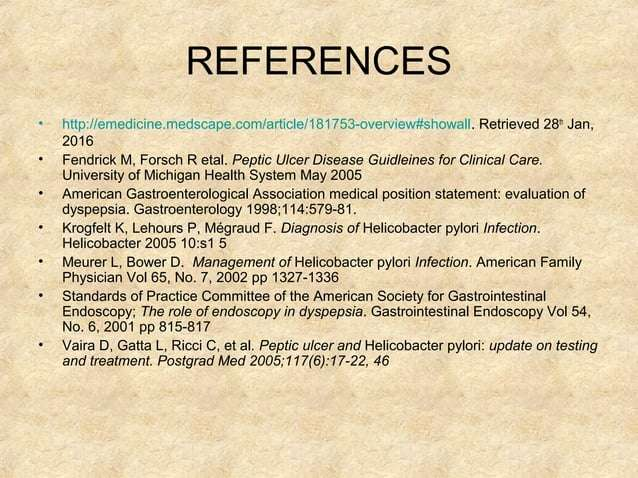 REFERENCES
• http://emedicine.medscape.com/article/181753-overview#showall. Retrieved 28th Jan,
2016
• Fendrick M, Forsch R etal. Peptic Ulcer Disease Guidleines for Clinical Care.
University of Michigan Health System May 2005
• American Gastroenterological Association medical position statement: evaluation of
dyspepsia. Gastroenterology 1998;114:579-81.
• Krogfelt K, Lehours P, Mégraud F. Diagnosis of Helicobacter pylori Infection.
Helicobacter 2005 10:s1 5
• Meurer L, Bower D. Management of Helicobacter pylori Infection. American Family
Physician Vol 65, No. 7, 2002 pp 1327-1336
• Standards of Practice Committee of the American Society for Gastrointestinal
Endoscopy; The role of endoscopy in dyspepsia. Gastrointestinal Endoscopy Vol 54,
No. 6, 2001 pp 815-817
• Vaira D, Gatta L, Ricci C, et al. Peptic ulcer and Helicobacter pylori: update on testing
and treatment. Postgrad Med 2005;117(6):17-22, 46